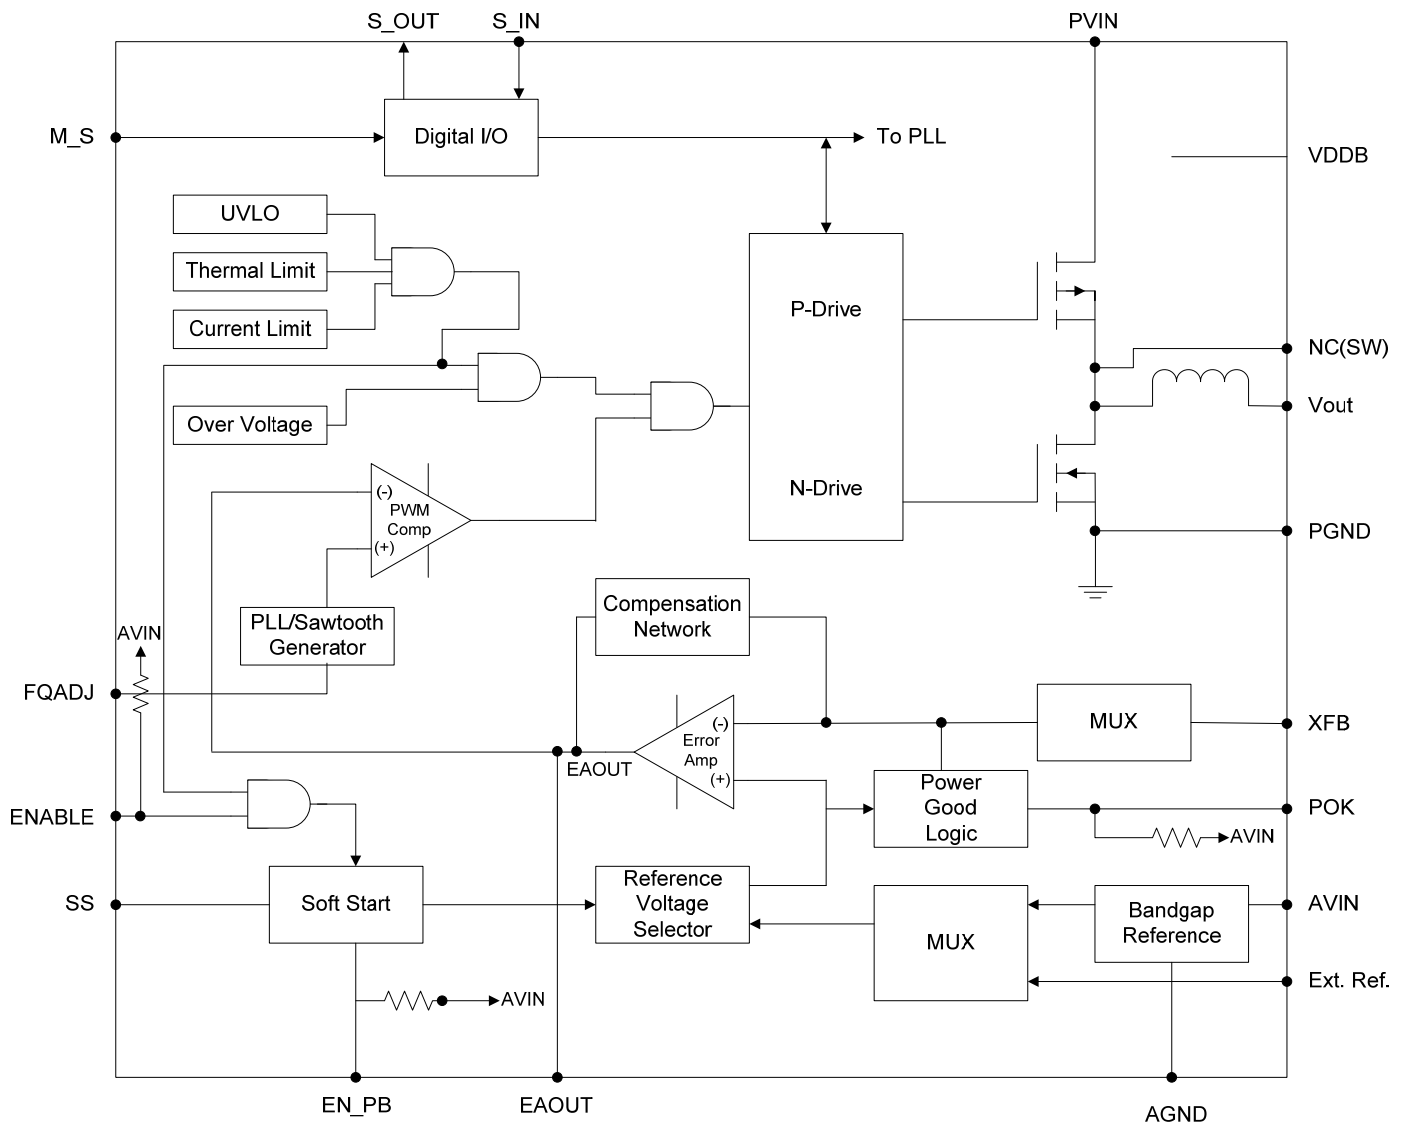 S_OUT
S_IN
PVIN
M_S
Digital I/O
To PLL
VDDB
UVLO
Thermal Limit
Current Limit
P-Drive
NC(SW)
Vout
Over Voltage
(-)
PWM
Comp
(+)
N-Drive
PGND
Compensation
Network
PLL/Sawtooth
Generator
AVIN
FQADJ
(-)
Error
Amp
(+)
EAOUT
MUX
XFB
Power
Good
Logic
POK
AVIN
ENABLE
SS
Soft Start
Reference
Voltage
Selector
MUX
Bandgap
Reference
AVIN
Ext. Ref.
AVIN
EN_PB
EAOUT
AGND